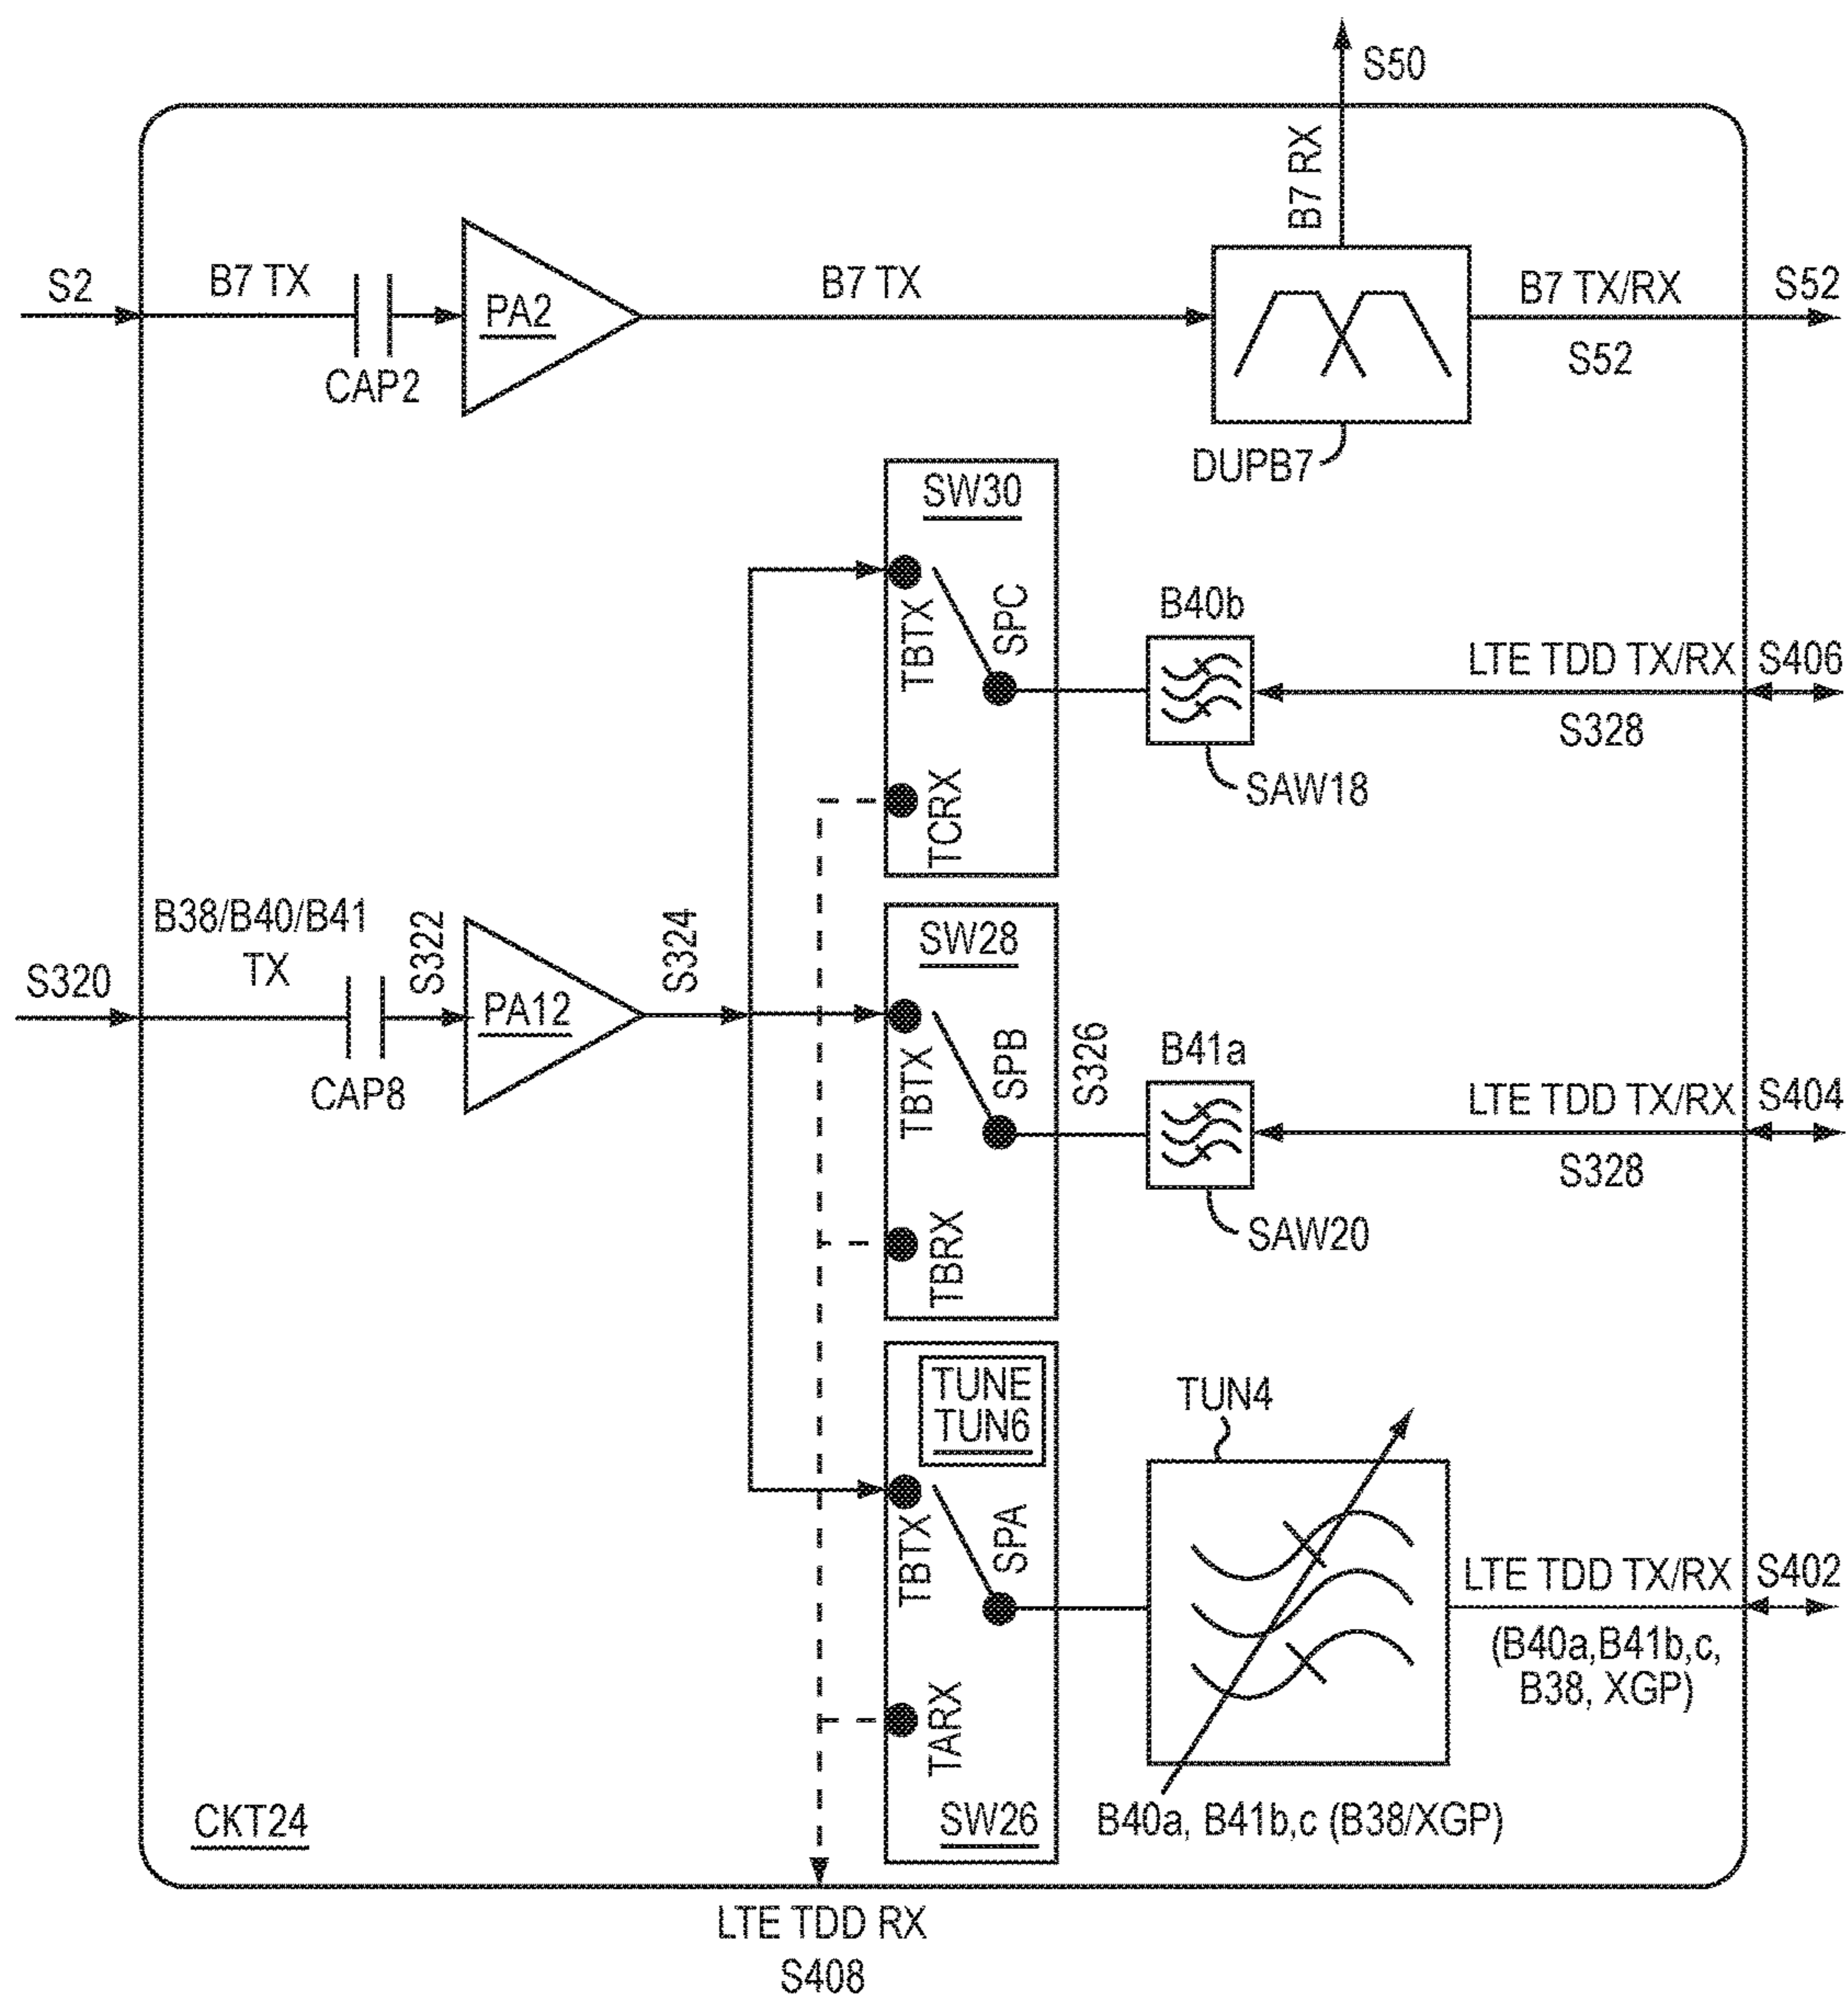 S50
B7 RX
S2
B7 TX
CAP2
PA2
B7 TX
B7 TX/RX
S52
S52
DUPB7
SW30
TBTX
SPC
TCRX
B40b
SAW18
LTE TDD TX/RX
S406
S328
B38/B40/B41
TX
S320
S322
CAP8
PA12
S324
SW28
TBTX
SPB
TBRX
S326
B41a
SAW20
LTE TDD TX/RX
S404
S328
TUNE
TUN6
TBTX
SPA
TARX
SW26
TUN4
LTE TDD TX/RX
S402
(B40a,B41b,c,
B38, XGP)
B40a, B41b,c (B38/XGP)
CKT24
LTE TDD RX
S408